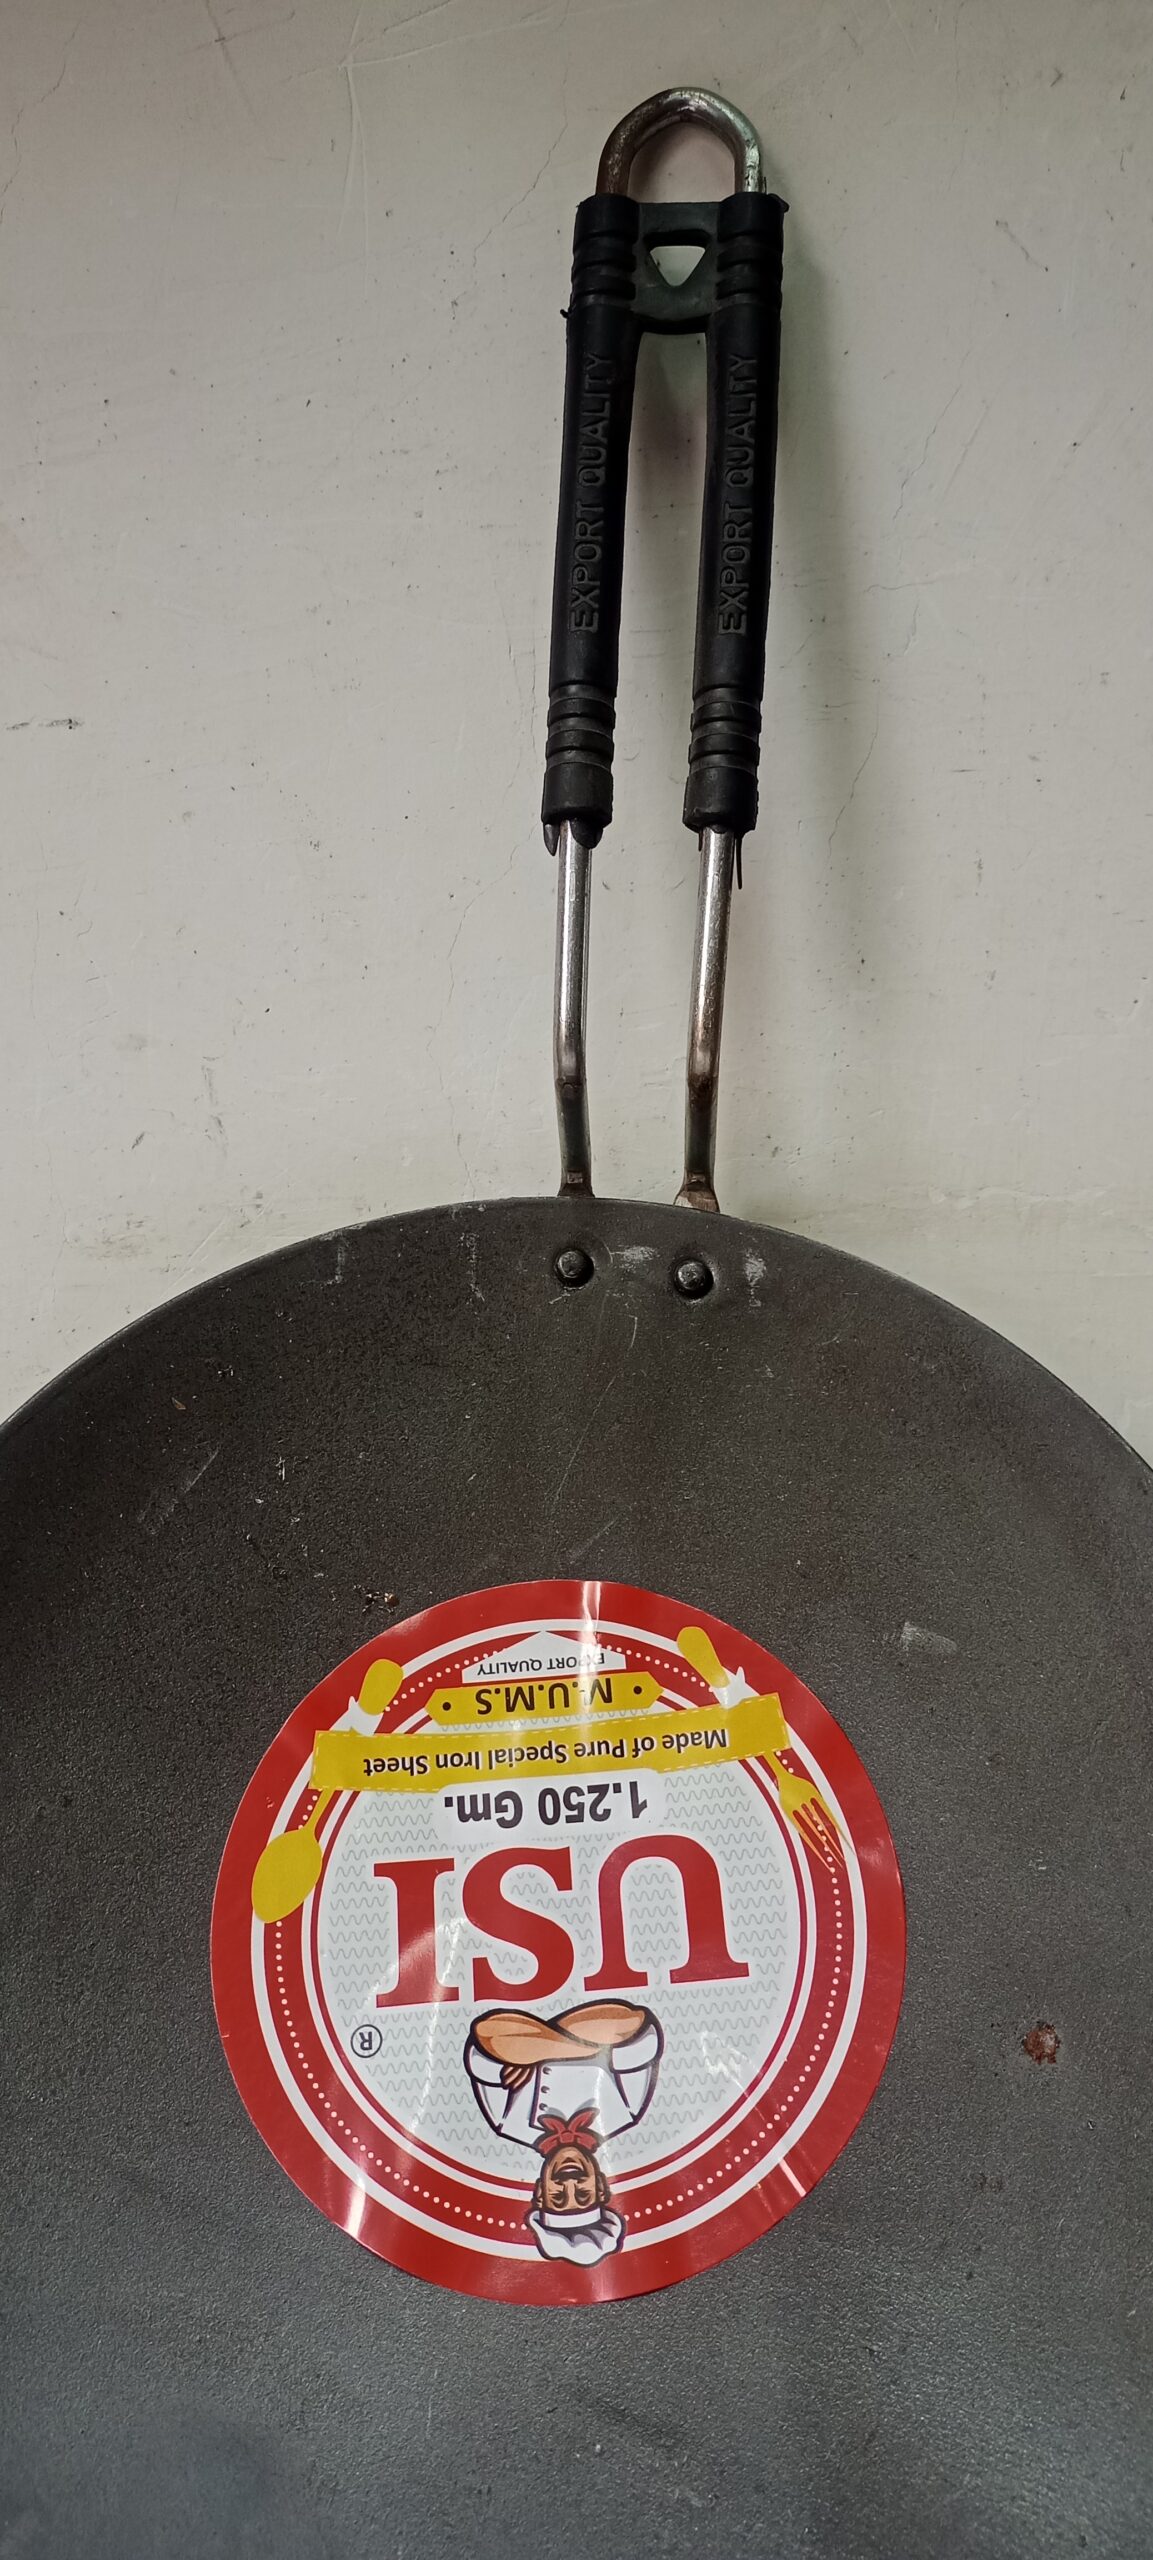 EXPORT QUALITY
EXPORT QUALITY
®
USI
1.250 Gm.
Made of Pure Special Iron Sheet
• M.U.M.S •
EXPORT QUALITY